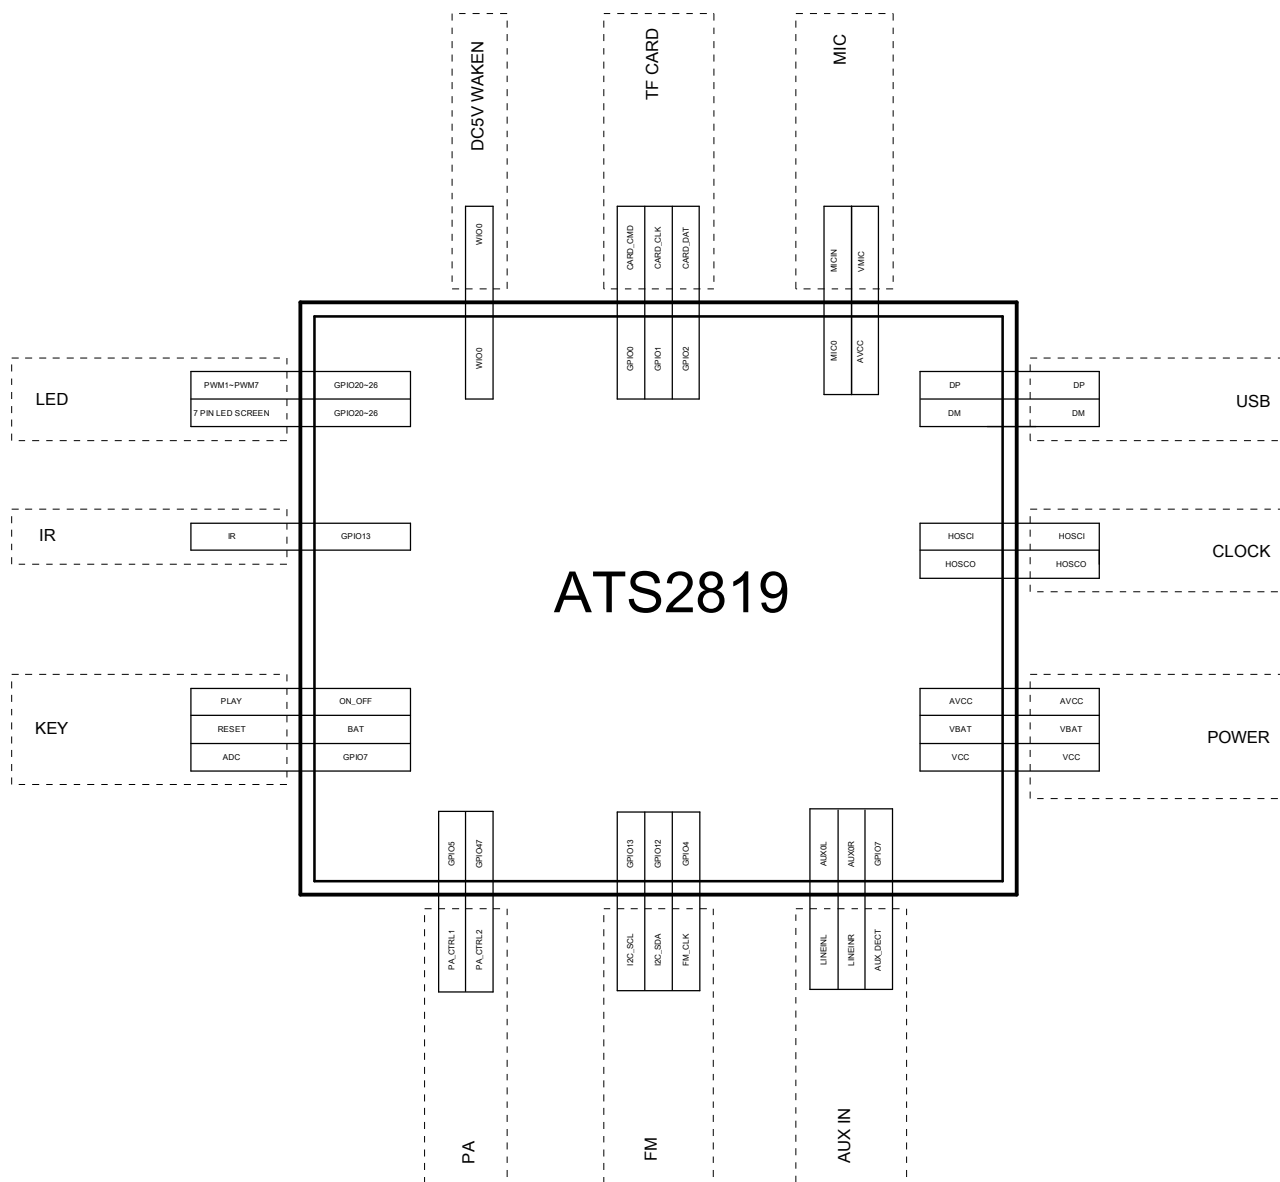 DC5V WAKEN
TF CARD
MIC
WIO0
CARD_CMD
CARD_CLK
CARD_DAT
MICIN
VMIC
WIO0
GPIO0
GPIO1
GPIO2
MIC0
AVCC
LED
PWM1~PWM7 GPIO20~26
7 PIN LED SCREEN GPIO20~26
DP DP
DM DM
USB
IR
IR GPIO13
HOSCI HOSCI
HOSCO HOSCO
CLOCK
ATS2819
KEY
PLAY ON_OFF
RESET BAT
ADC GPIO7
AVCC AVCC
VBAT VBAT
VCC VCC
POWER
GPIO5
GPIO47
GPIO13
GPIO12
GPIO4
AUX0L
AUX0R
GPIO7
PA_CTRL1
PA_CTRL2
I2C_SCL
I2C_SDA
FM_CLK
LINEINL
LINEINR
AUX_DECT
PA
FM
AUX IN